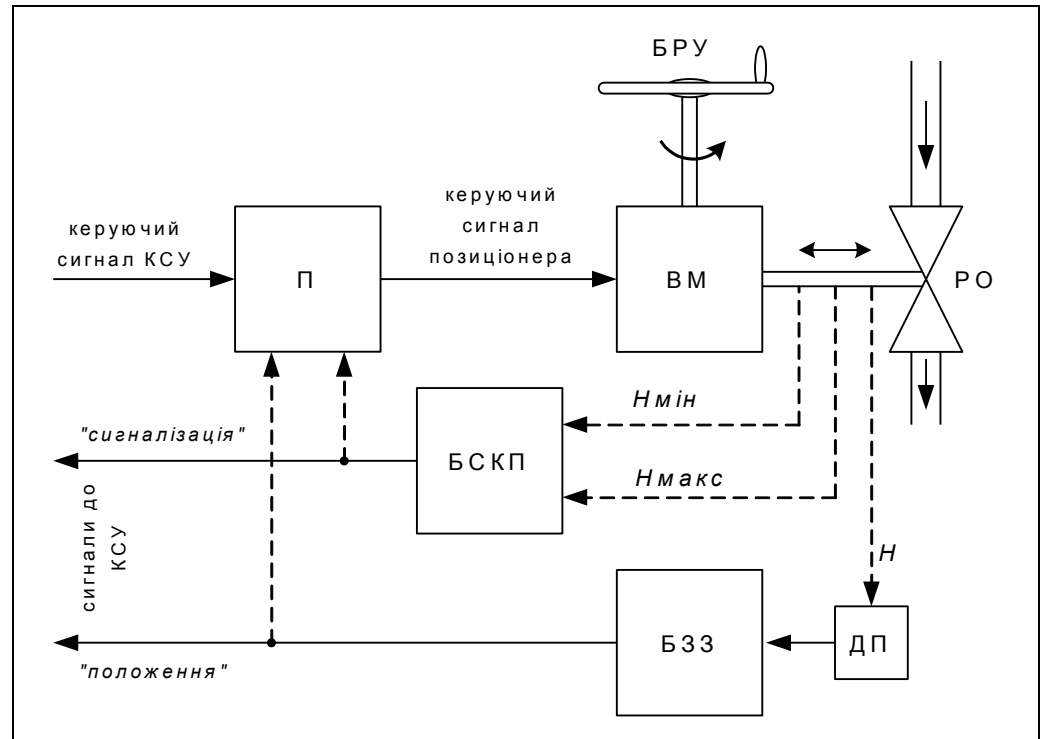 БРУ
керуючий
сигнал КСУ
П
керуючий
сигнал
позиціонера
ВМ
РО
Нмін
"сигналізація"
БСКП
Нмакс
сигнали до
КСУ
Н
БЗЗ
ДП
"положення"